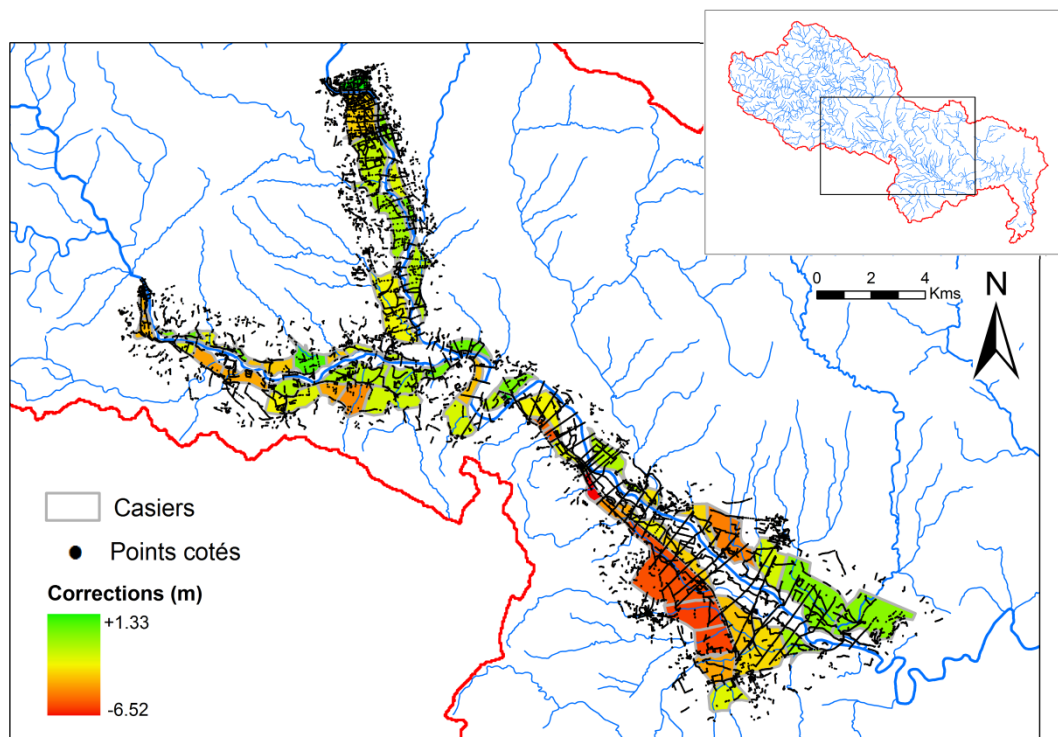 0 2 4
Kms
N
Casiers
Points cotés
Corrections (m)
+1.33
-6.52